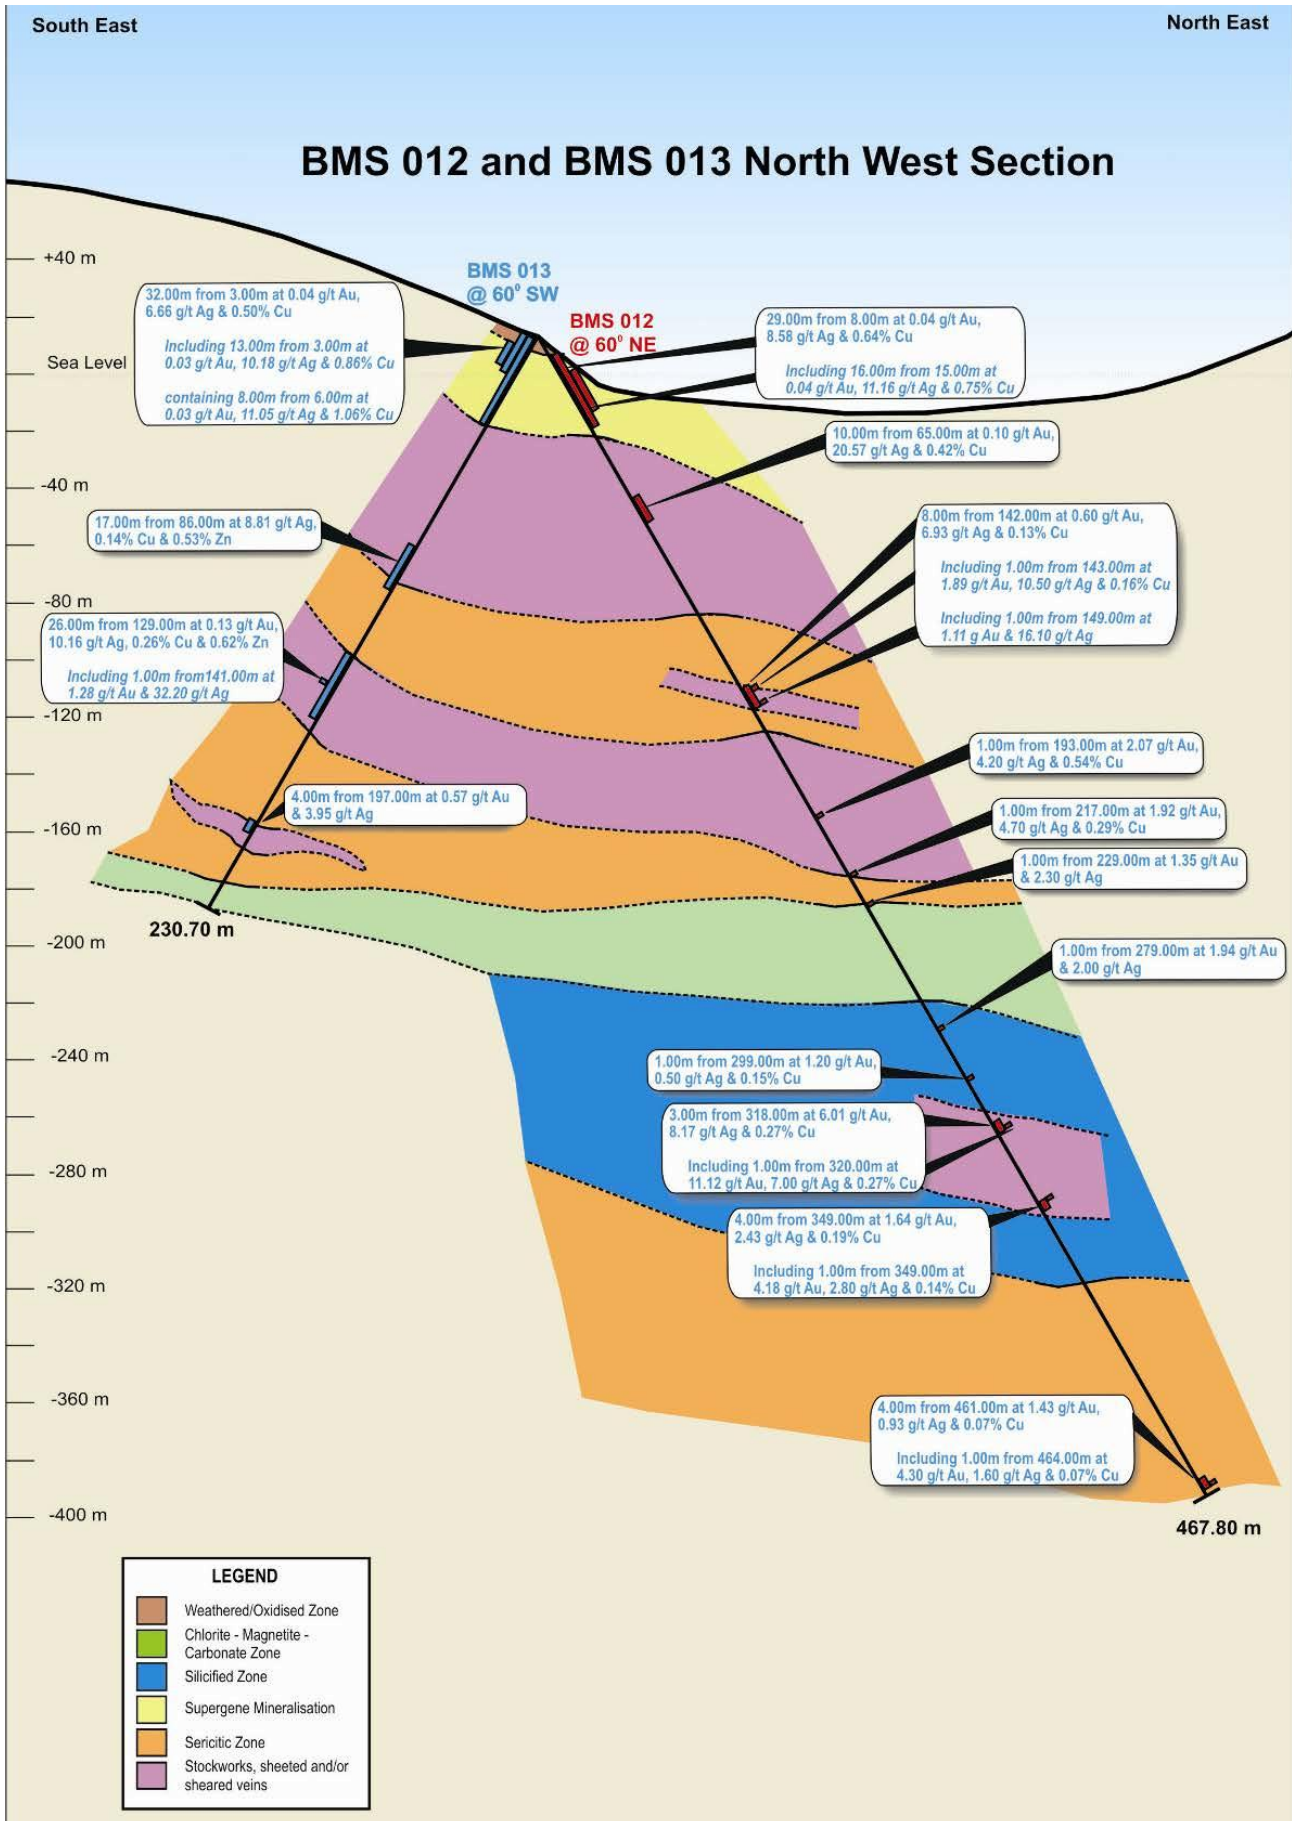 South East
North East
BMS 012 and BMS 013 North West Section
+40 m
Sea Level
-40 m
-80 m
-120 m
-160 m
-200 m
-240 m
-280 m
-320 m
-360 m
-400 m
BMS 013
@ 60⁰ SW
BMS 012
@ 60⁰ NE
32.00m from 3.00m at 0.04 g/t Au,
6.66 g/t Ag & 0.50% Cu
Including 13.00m from 3.00m at
0.03 g/t Au, 10.18 g/t Ag & 0.86% Cu
containing 8.00m from 6.00m at
0.03 g/t Au, 11.05 g/t Ag & 1.06% Cu
17.00m from 86.00m at 8.81 g/t Ag,
0.14% Cu & 0.53% Zn
26.00m from 129.00m at 0.13 g/t Au,
10.16 g/t Ag, 0.26% Cu & 0.62% Zn
Including 1.00m from141.00m at
1.28 g/t Au & 32.20 g/t Ag
4.00m from 197.00m at 0.57 g/t Au
& 3.95 g/t Ag
230.70 m
29.00m from 8.00m at 0.04 g/t Au,
8.58 g/t Ag & 0.64% Cu
Including 16.00m from 15.00m at
0.04 g/t Au, 11.16 g/t Ag & 0.75% Cu
10.00m from 65.00m at 0.10 g/t Au,
20.57 g/t Ag & 0.42% Cu
8.00m from 142.00m at 0.60 g/t Au,
6.93 g/t Ag & 0.13% Cu
Including 1.00m from 143.00m at
1.89 g/t Au, 10.50 g/t Ag & 0.16% Cu
Including 1.00m from 149.00m at
1.11 g Au & 16.10 g/t Ag
1.00m from 193.00m at 2.07 g/t Au,
4.20 g/t Ag & 0.54% Cu
1.00m from 217.00m at 1.92 g/t Au,
4.70 g/t Ag & 0.29% Cu
1.00m from 229.00m at 1.35 g/t Au
& 2.30 g/t Ag
1.00m from 279.00m at 1.94 g/t Au
& 2.00 g/t Ag
1.00m from 299.00m at 1.20 g/t Au,
0.50 g/t Ag & 0.15% Cu
3.00m from 318.00m at 6.01 g/t Au,
8.17 g/t Ag & 0.27% Cu
Including 1.00m from 320.00m at
11.12 g/t Au, 7.00 g/t Ag & 0.27% Cu
4.00m from 349.00m at 1.64 g/t Au,
2.43 g/t Ag & 0.19% Cu
Including 1.00m from 349.00m at
4.18 g/t Au, 2.80 g/t Ag & 0.14% Cu
4.00m from 461.00m at 1.43 g/t Au,
0.93 g/t Ag & 0.07% Cu
Including 1.00m from 464.00m at
4.30 g/t Au, 1.60 g/t Ag & 0.07% Cu
467.80 m
LEGEND
Weathered/Oxidised Zone
Chlorite - Magnetite -
Carbonate Zone
Silicified Zone
Supergene Mineralisation
Sericitic Zone
Stockworks, sheeted and/or
sheared veins